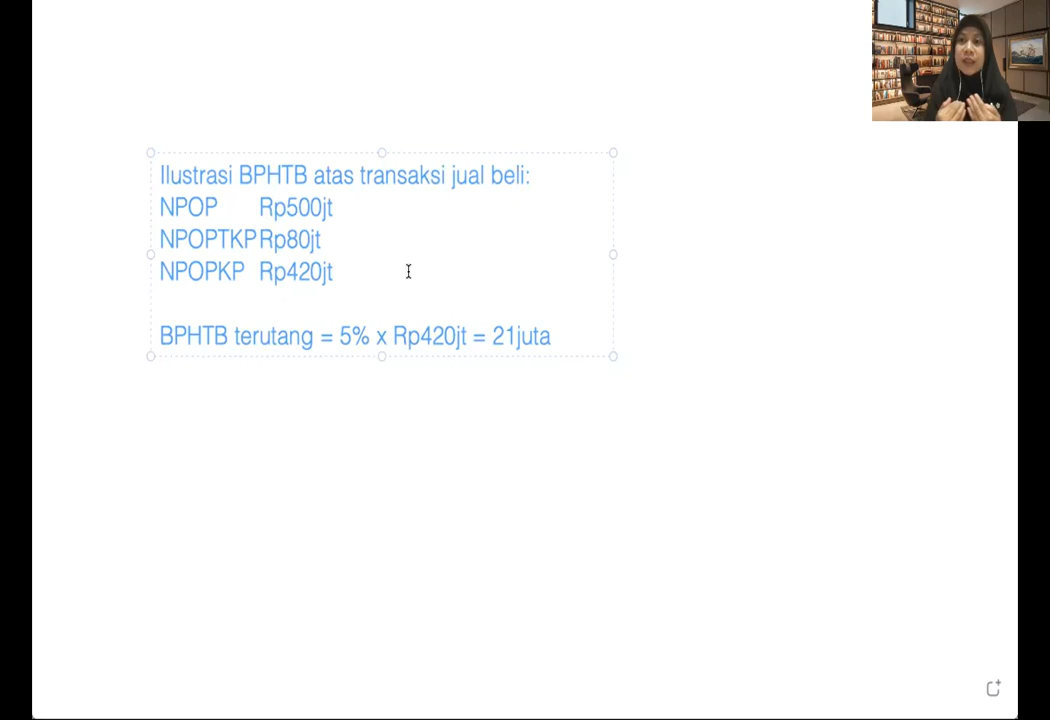 Ilustrasi BPHTB atas transaksi jual beli:
NPOP Rp500jt
NPOPTKP Rp80jt
NPOPKP Rp420jt
BPHTB terutang = 5% x Rp420jt = 21juta